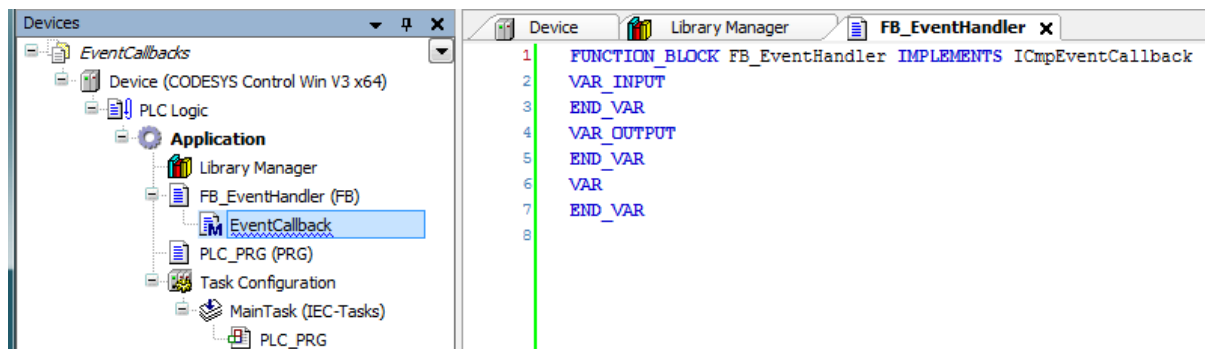 Devices
EventCallbacks
Device (CODESYS Control Win V3 x64)
PLC Logic
Application
Library Manager
FB_EventHandler (FB)
EventCallback
PLC_PRG (PRG)
Task Configuration
MainTask (IEC-Tasks)
PLC_PRG
Device Library Manager FB_EventHandler x
1 FUNCTION_BLOCK FB_EventHandler IMPLEMENTS ICmpEventCallback
2 VAR_INPUT
3 END_VAR
4 VAR_OUTPUT
5 END_VAR
6 VAR
7 END_VAR
8